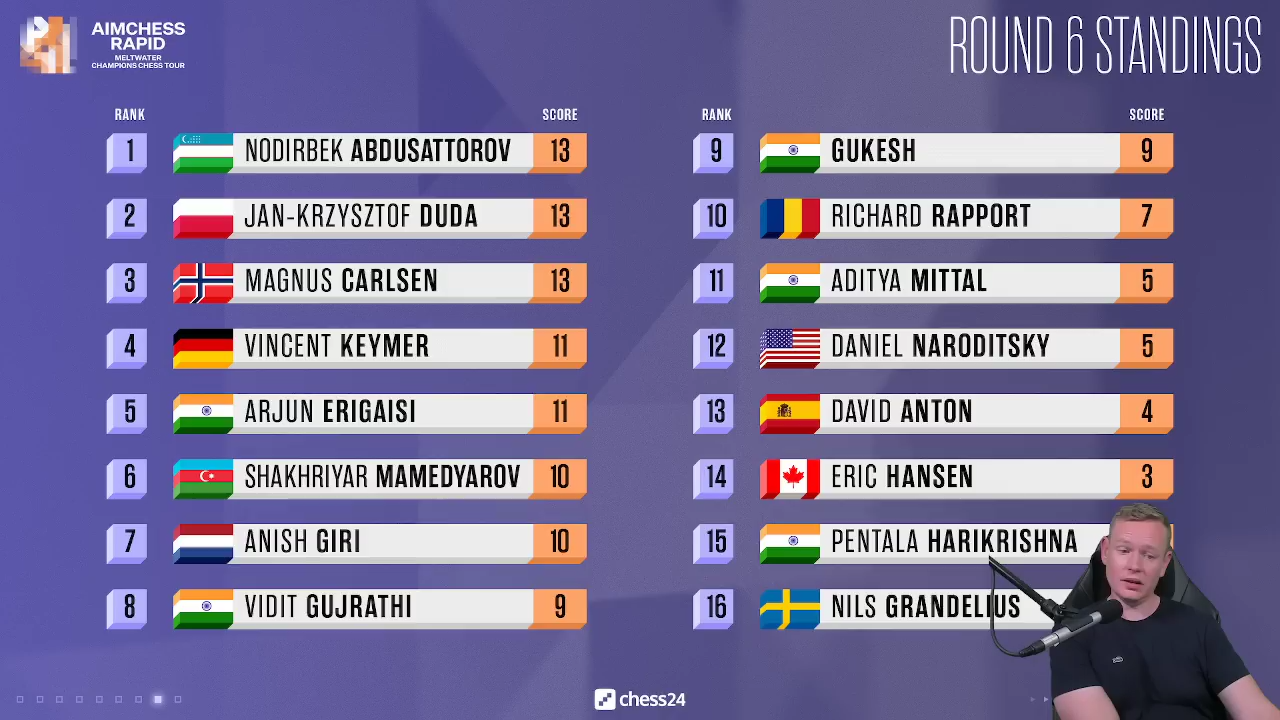 AIMCHESS
RAPID
MELTWATER
CHAMPIONS CHESS TOUR
ROUND 6 STANDINGS
RANK SCORE
1 NODIRBEK ABDUSATTOROV 13
2 JAN-KRZYSZTOF DUDA 13
3 MAGNUS CARLSEN 13
4 VINCENT KEYMER 11
5 ARJUN ERIGAISI 11
6 SHAKHRIYAR MAMEDYAROV 10
7 ANISH GIRI 10
8 VIDIT GUJRATHI 9
RANK SCORE
9 GUKESH 9
10 RICHARD RAPPORT 7
11 ADITYA MITTAL 5
12 DANIEL NARODITSKY 5
13 DAVID ANTON 4
14 ERIC HANSEN 3
15 PENTALA HARIKRISHNA
16 NILS GRANDELIUS
chess24